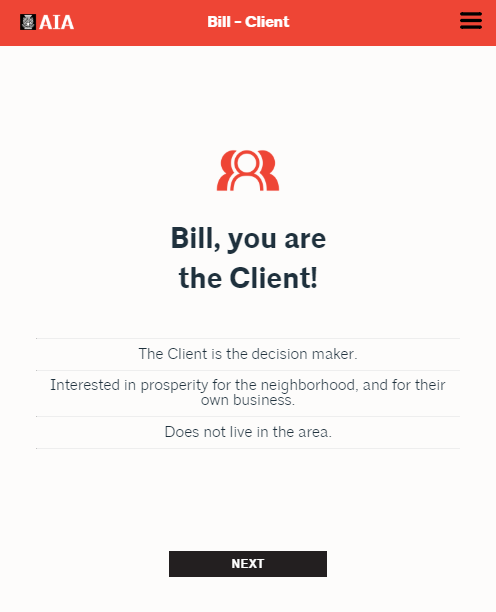 AIA
Bill – Client
Bill, you are
the Client!
The Client is the decision maker.
Interested in prosperity for the neighborhood, and for their
own business.
Does not live in the area.
NEXT